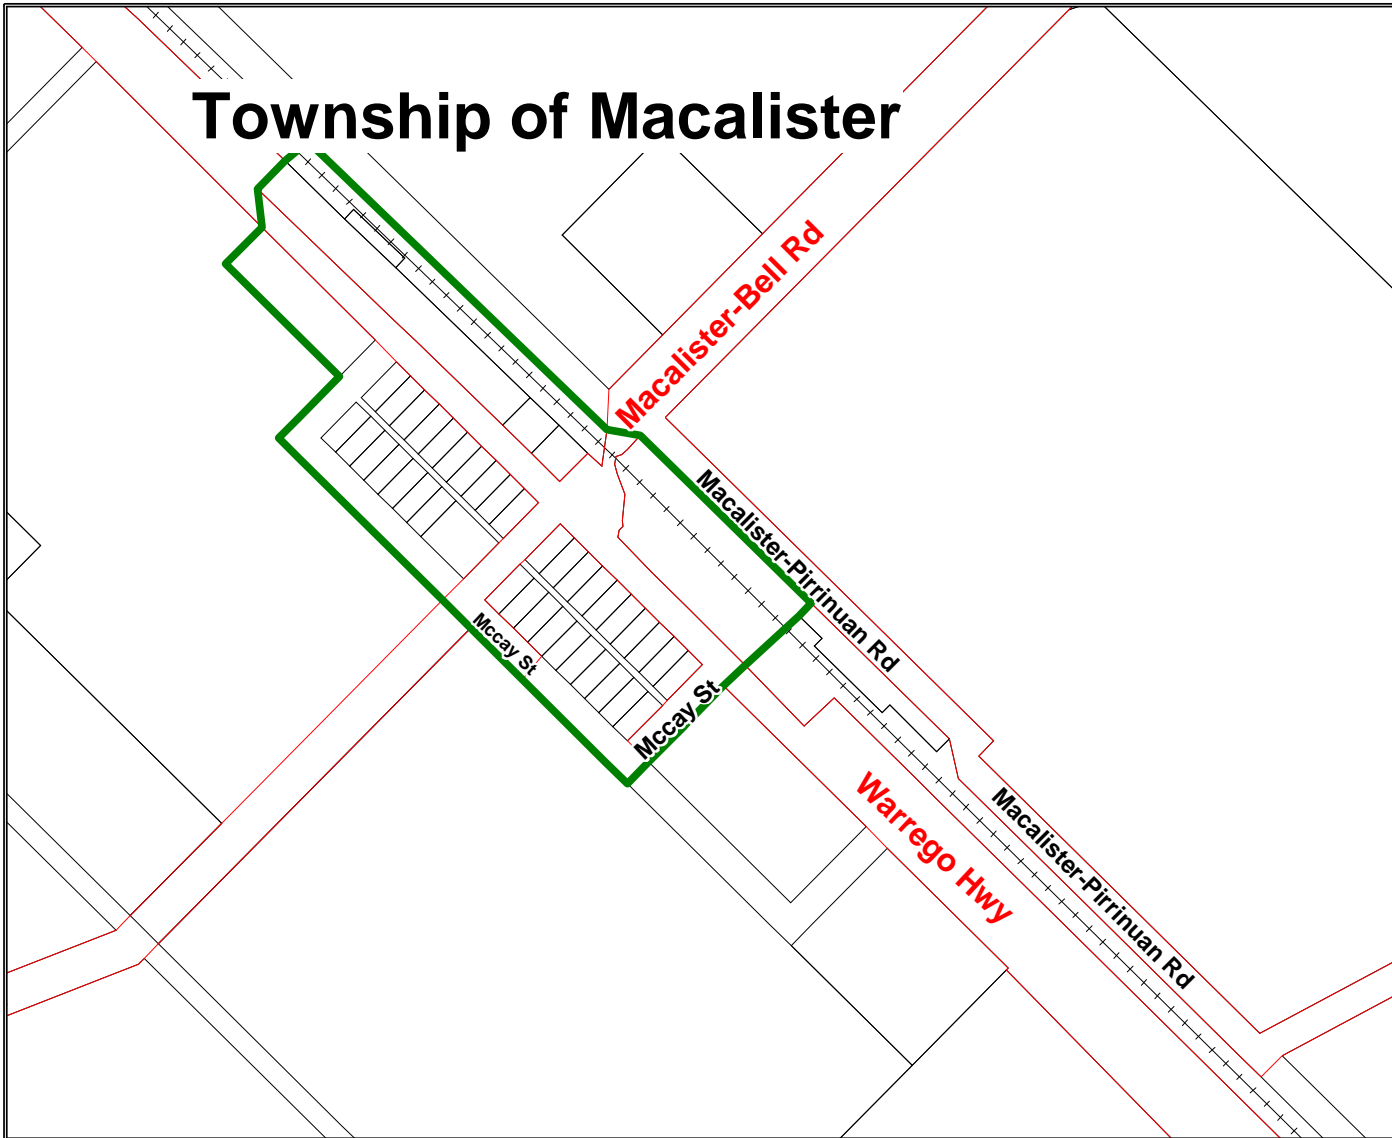 Township of Macalister
Macalister-Bell Rd
Macalister-Pirrinuan Rd
Mccay St
Mccay St
Warrego Hwy
Macalister-Pirrinuan Rd